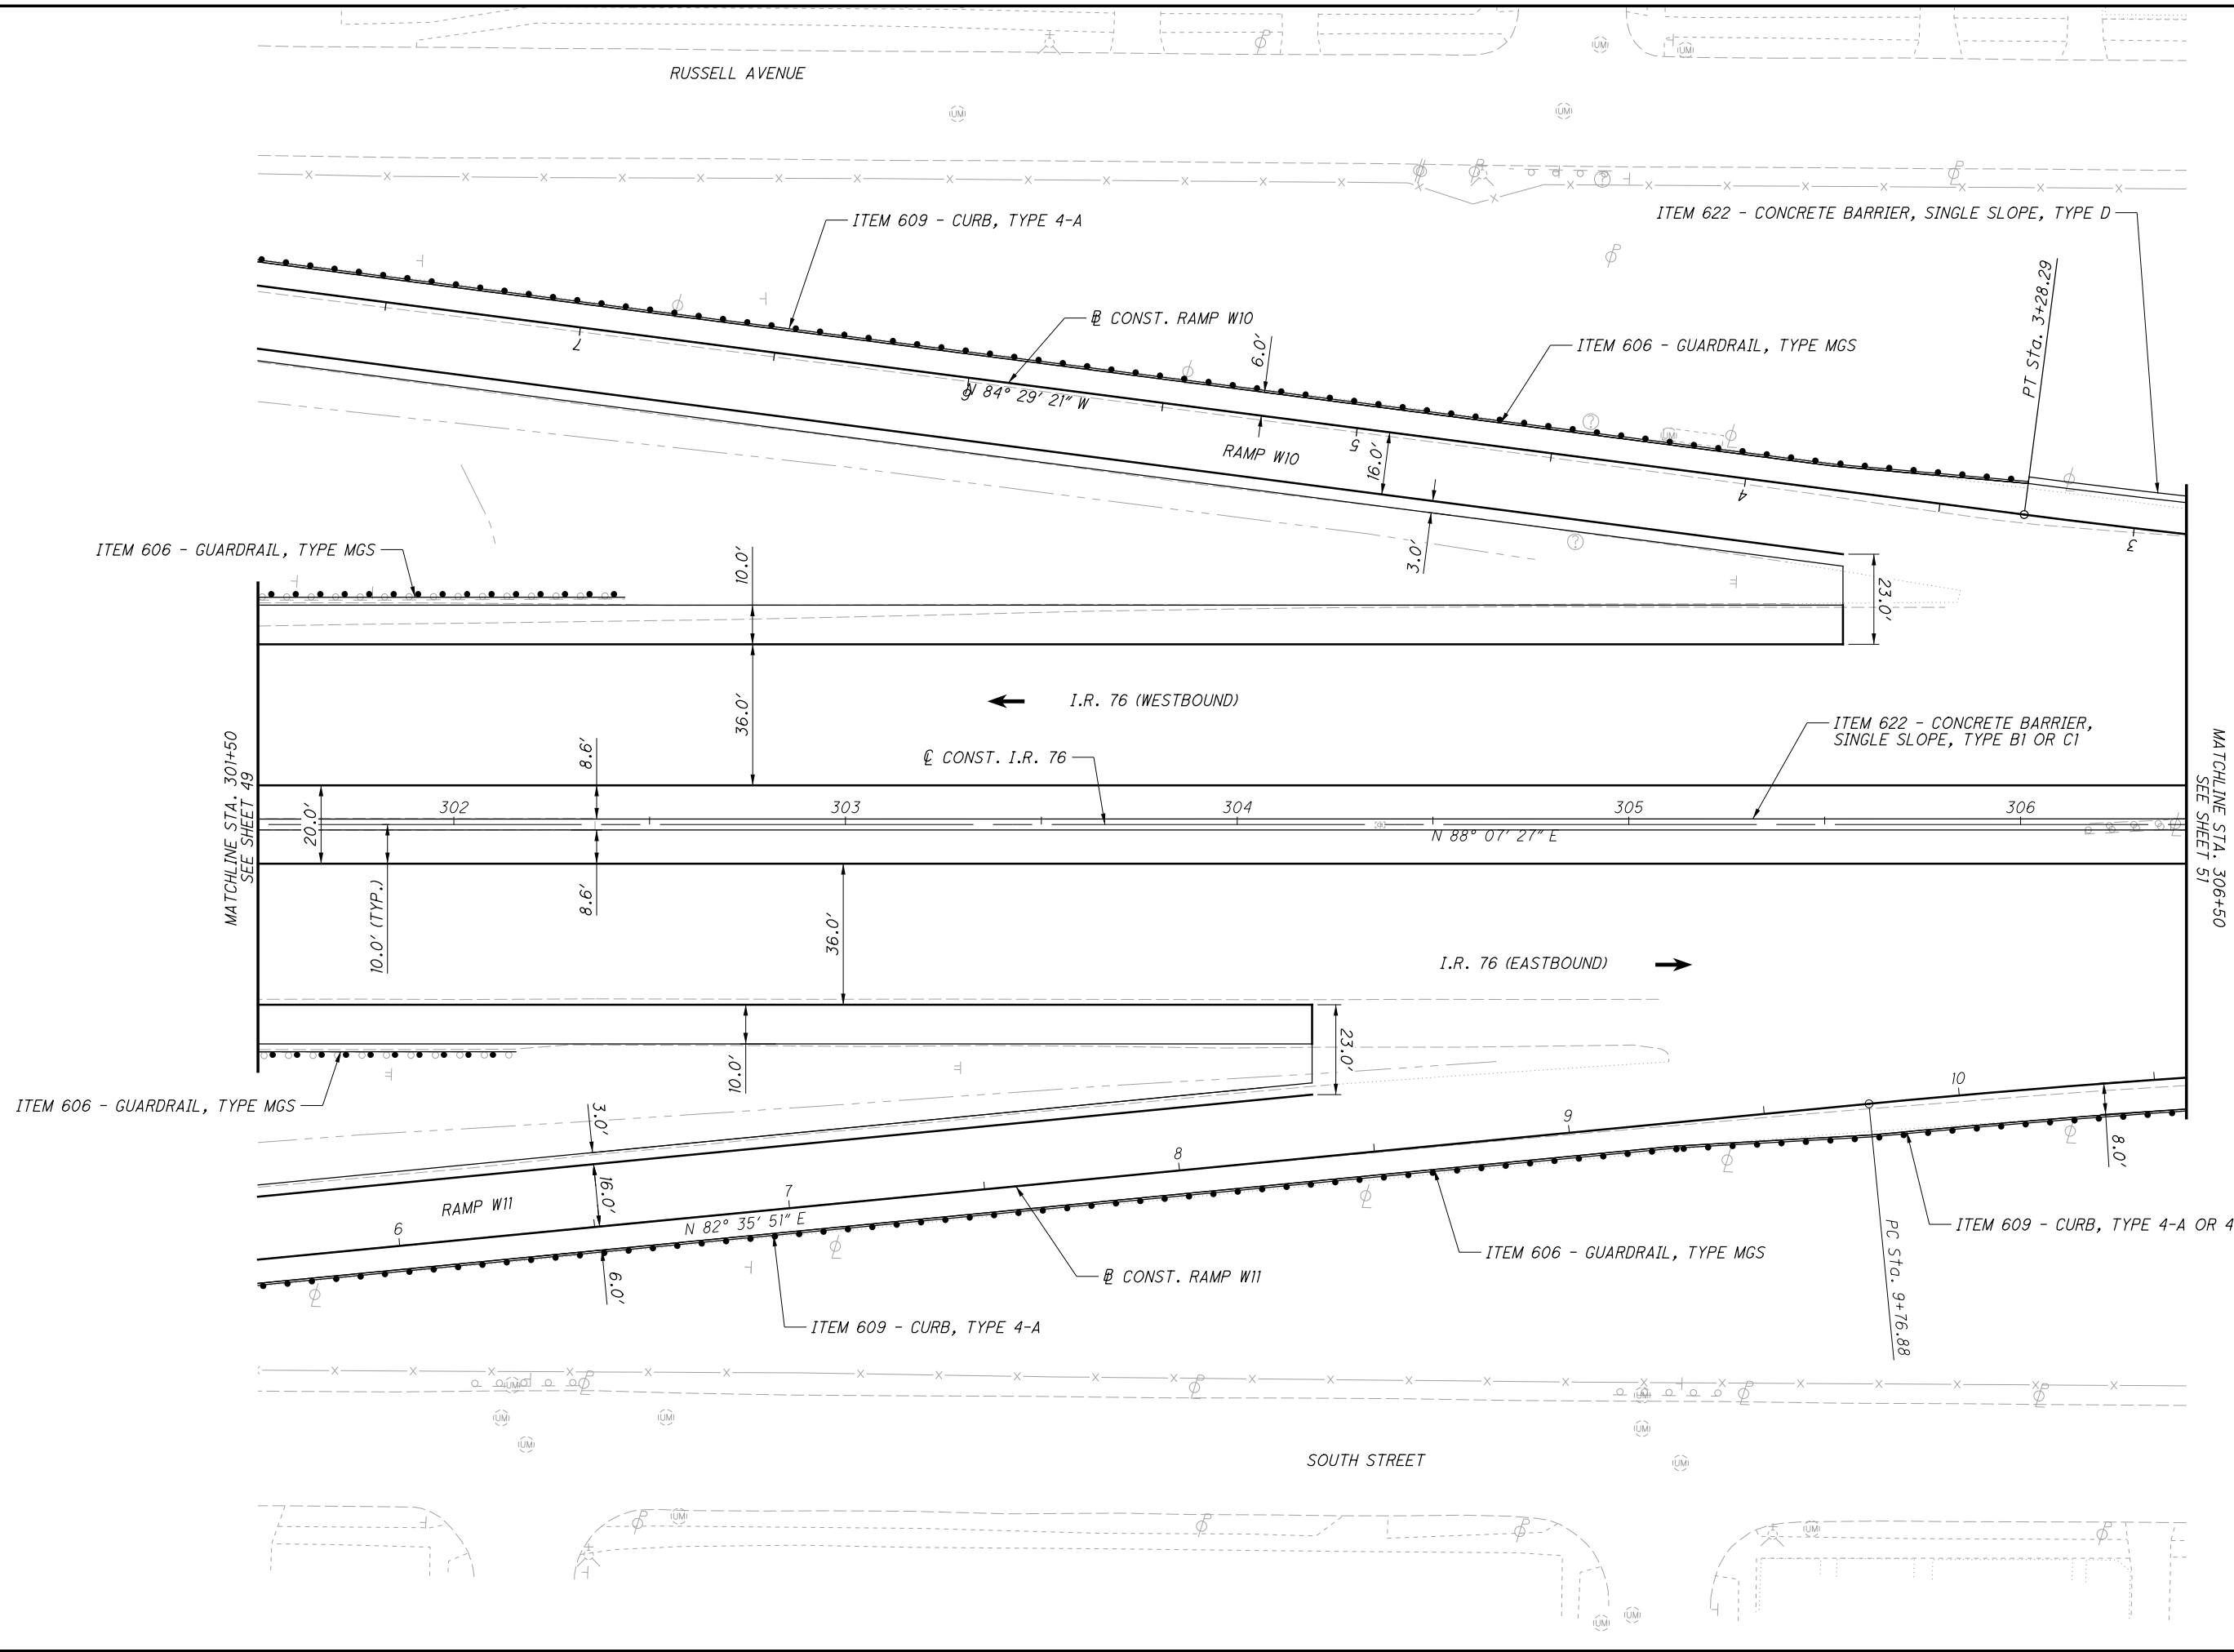 RUSSELL AVENUE
ITEM 609 - CURB, TYPE 4-A
ITEM 622 - CONCRETE BARRIER, SINGLE SLOPE, TYPE D
PT Sta. 3+28.29
℄ CONST. RAMP W10
6.0'
ITEM 606 - GUARDRAIL, TYPE MGS
7
6
N 84° 29' 21" W
5
RAMP W10
16.0'
4
3
3.0'
ITEM 606 - GUARDRAIL, TYPE MGS
10.0'
23.0'
36.0'
I.R. 76 (WESTBOUND)
ITEM 622 - CONCRETE BARRIER,
SINGLE SLOPE, TYPE B1 OR C1
℄ CONST. I.R. 76
8.6'
MATCHLINE STA. 301+50
SEE SHEET 49
MATCHLINE STA. 306+50
SEE SHEET 51
20.0'
302
303
304
305
306
N 88° 07' 27" E
10.0' (TYP.)
8.6'
36.0'
I.R. 76 (EASTBOUND)
10.0'
23.0'
ITEM 606 - GUARDRAIL, TYPE MGS
3.0'
10
9
8
7
6
8.0'
16.0'
RAMP W11
N 82° 35' 51" E
6.0'
ITEM 609 - CURB, TYPE 4-A OR 4
ITEM 606 - GUARDRAIL, TYPE MGS
PC Sta. 9+76.88
℄ CONST. RAMP W11
ITEM 609 - CURB, TYPE 4-A
SOUTH STREET